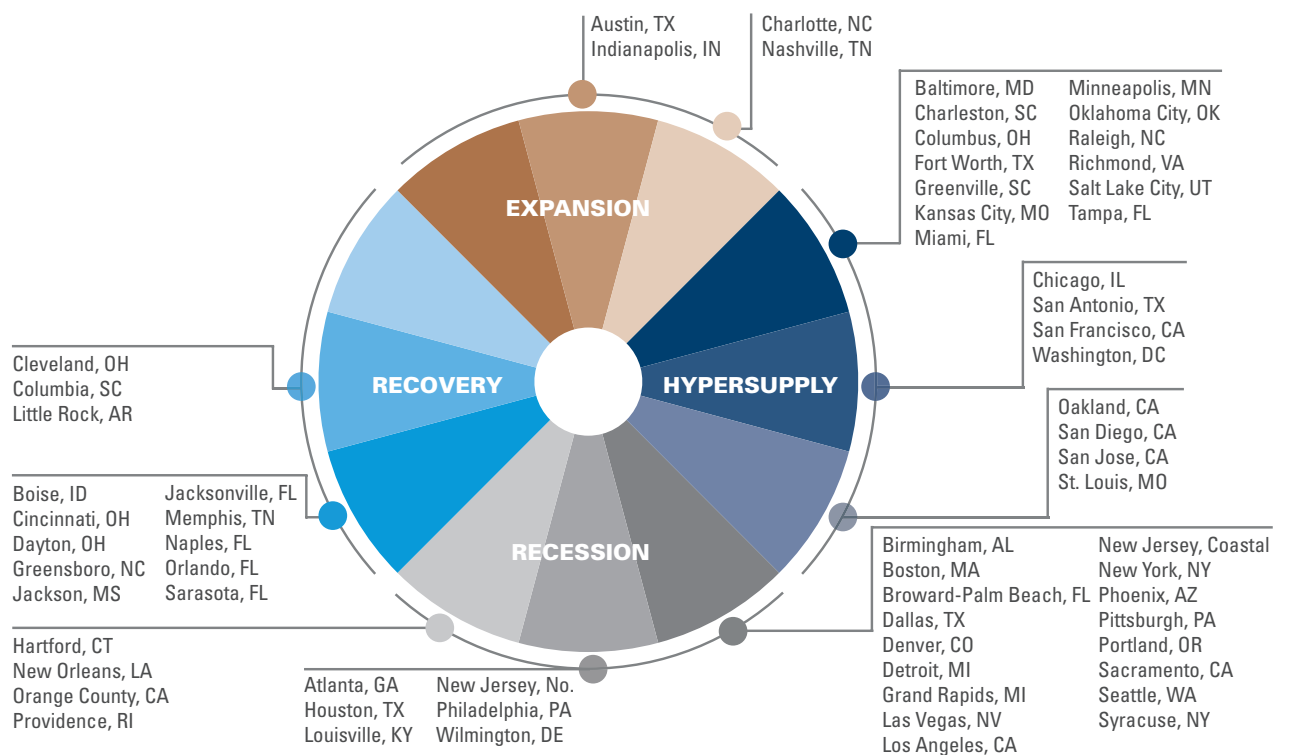 Austin, TX
Indianapolis, IN
Charlotte, NC
Nashville, TN
Baltimore, MD
Charleston, SC
Columbus, OH
Fort Worth, TX
Greenville, SC
Kansas City, MO
Miami, FL
Minneapolis, MN
Oklahoma City, OK
Raleigh, NC
Richmond, VA
Salt Lake City, UT
Tampa, FL
EXPANSION
Chicago, IL
San Antonio, TX
San Francisco, CA
Washington, DC
Cleveland, OH
Columbia, SC
Little Rock, AR
RECOVERY
HYPERSUPPLY
Oakland, CA
San Diego, CA
San Jose, CA
St. Louis, MO
Boise, ID
Cincinnati, OH
Dayton, OH
Greensboro, NC
Jackson, MS
Jacksonville, FL
Memphis, TN
Naples, FL
Orlando, FL
Sarasota, FL
RECESSION
Birmingham, AL
Boston, MA
Broward-Palm Beach, FL
Dallas, TX
Denver, CO
Detroit, MI
Grand Rapids, MI
Las Vegas, NV
Los Angeles, CA
New Jersey, Coastal
New York, NY
Phoenix, AZ
Pittsburgh, PA
Portland, OR
Sacramento, CA
Seattle, WA
Syracuse, NY
Hartford, CT
New Orleans, LA
Orange County, CA
Providence, RI
Atlanta, GA
Houston, TX
Louisville, KY
New Jersey, No.
Philadelphia, PA
Wilmington, DE